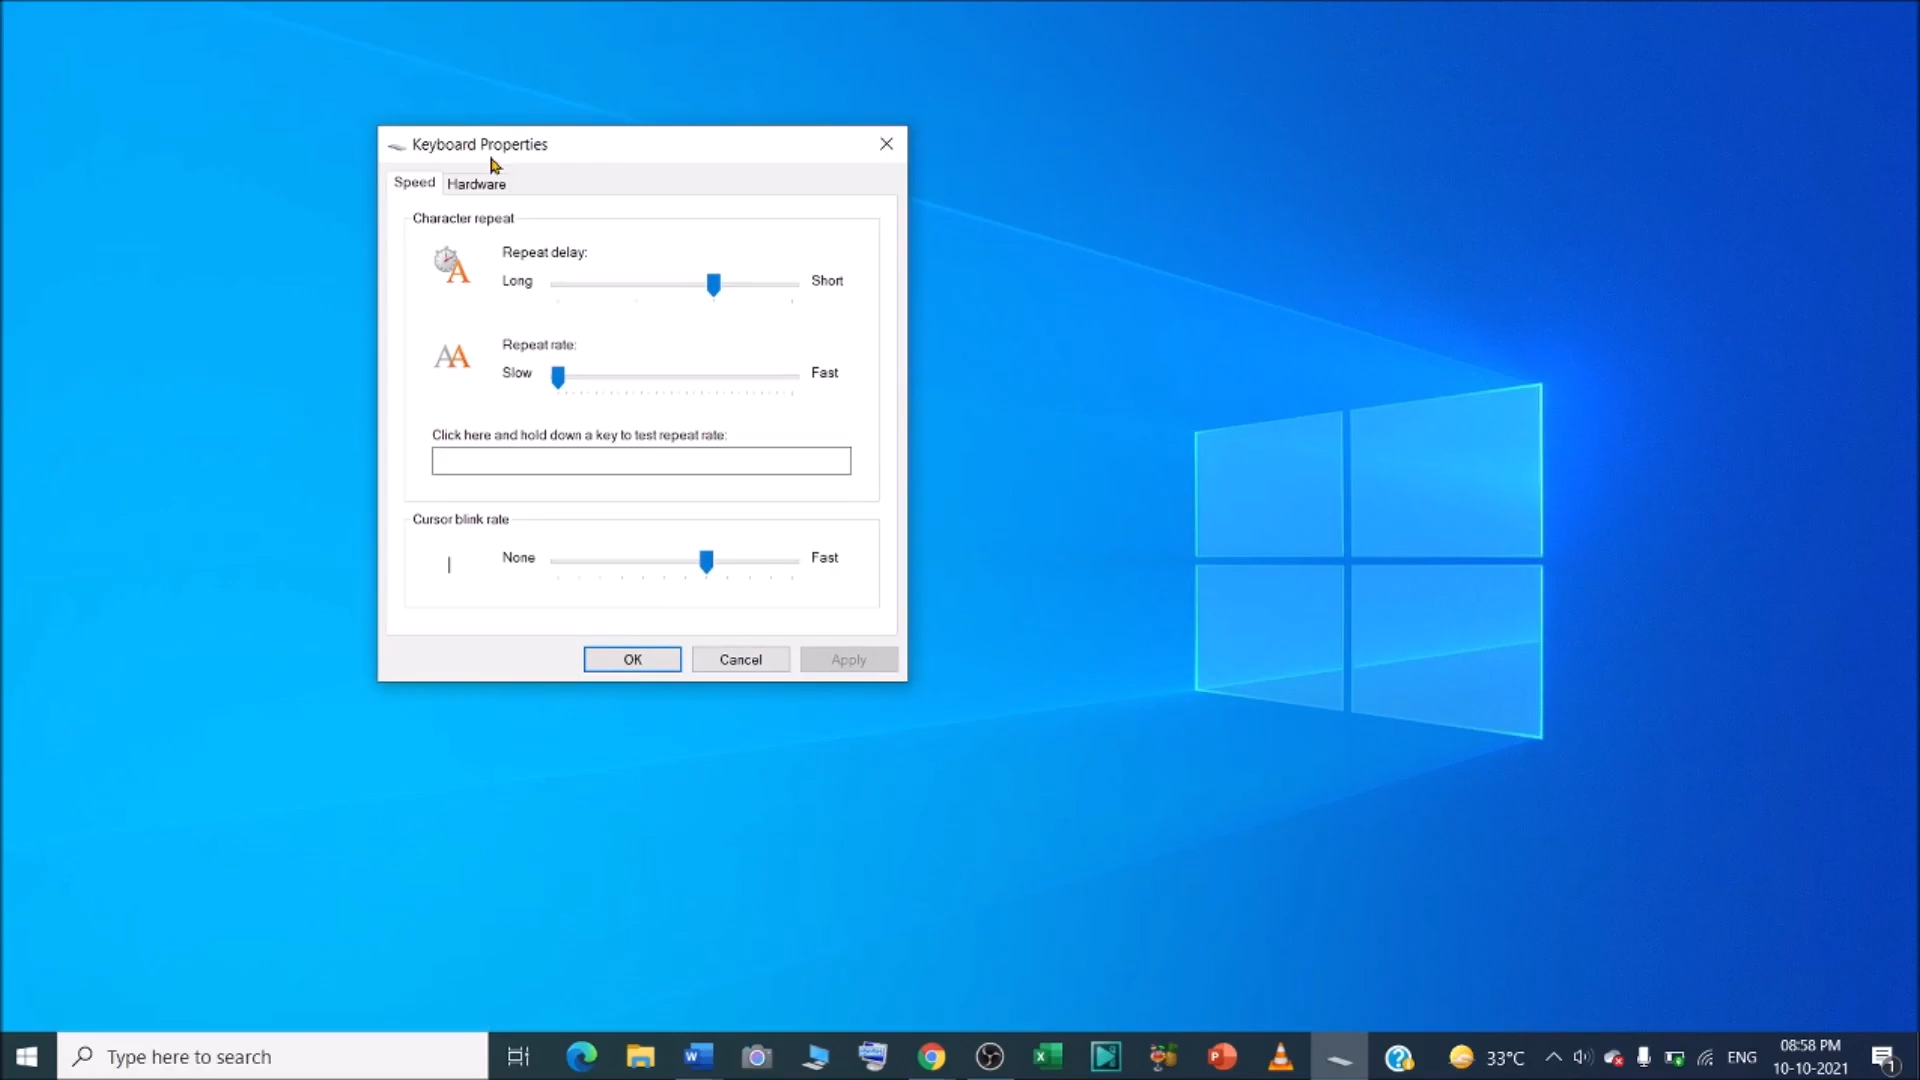 Keyboard Properties
Speed
Hardware
Character repeat
Repeat delay:
Long
Short
Repeat rate:
Slow
Fast
Click here and hold down a key to test repeat rate:
Cursor blink rate
None
Fast
OK
Cancel
Apply
Type here to search
33°C
ENG
08:58 PM
10-10-2021
1